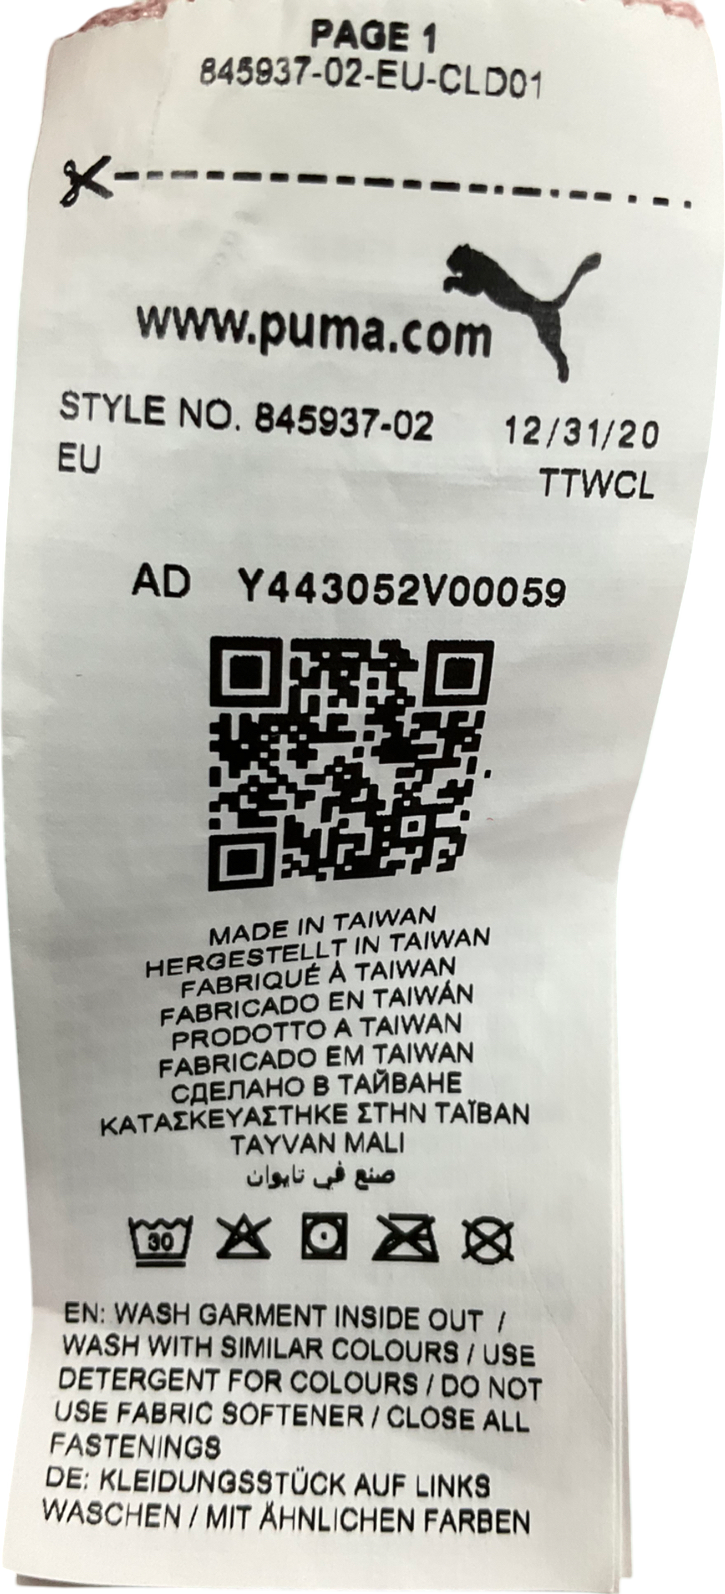 PAGE 1
845937-02-EU-CLD01
www.puma.com
STYLE NO. 845937-02 12/31/20
EU TTWCL
AD Y443052V00059
MADE IN TAIWAN
HERGESTELLT IN TAIWAN
FABRIQUÉ À TAIWAN
FABRICADO EN TAIWÁN
PRODOTTO A TAIWAN
FABRICADO EM TAIWAN
СДЕЛАНО В ТАЙВАНЕ
ΚΑΤΑΣΚΕΥΑΣΤΗΚΕ ΣΤΗΝ ΤΑΪΒΑΝ
TAYVAN MALI
صنع في تايوان
30
EN: WASH GARMENT INSIDE OUT /
WASH WITH SIMILAR COLOURS / USE
DETERGENT FOR COLOURS / DO NOT
USE FABRIC SOFTENER / CLOSE ALL
FASTENINGS
DE: KLEIDUNGSSTÜCK AUF LINKS
WASCHEN / MIT ÄHNLICHEN FARBEN